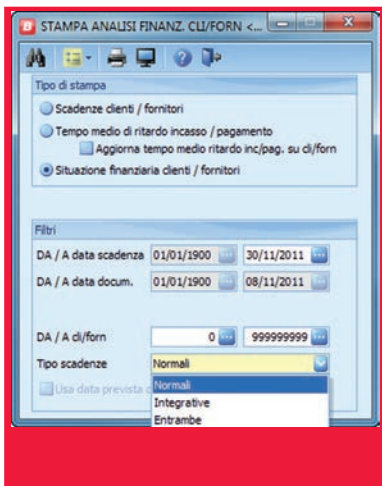 STAMPA ANALISI FINANZ. CLI/FORN <...
Tipo di stampa
Scadenze clienti / fornitori
Tempo medio di ritardo incasso / pagamento
Aggiorna tempo medio ritardo inc/pag. su cli/forn
Situazione finanziaria clienti / fornitori
Filtri
DA / A data scadenza 01/01/1900 30/11/2011
DA / A data docum. 01/01/1900 08/11/2011
DA / A cli/forn 0 999999999
Tipo scadenze Normali
Usa data prevista
Normali
Integrative
Entrambe